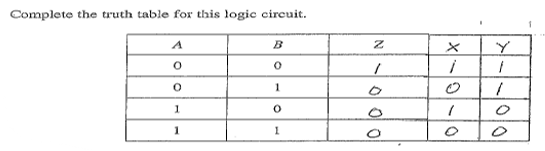 Complete the truth table for this logic circuit.
A B Z X Y
0 0 1 1 1
0 1 0 0 1
1 0 0 1 0
1 1 0 0 0